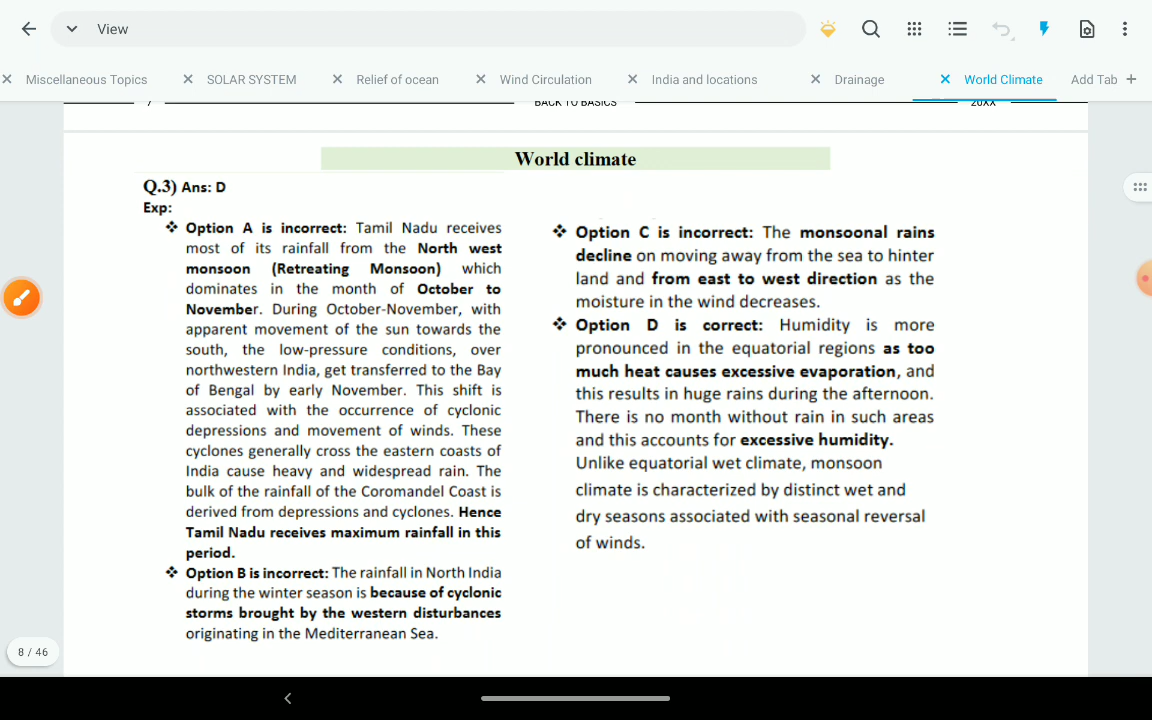 View
Miscellaneous Topics
SOLAR SYSTEM
Relief of ocean
Wind Circulation
India and locations
Drainage
World Climate
Add Tab +
7
BACK TO BASICS
20XX
World climate
Q.3) Ans: D
Exp:
❖ Option A is incorrect: Tamil Nadu receives
most of its rainfall from the North west
monsoon (Retreating Monsoon) which
dominates in the month of October to
November. During October-November, with
apparent movement of the sun towards the
south, the low-pressure conditions, over
northwestern India, get transferred to the Bay
of Bengal by early November. This shift is
associated with the occurrence of cyclonic
depressions and movement of winds. These
cyclones generally cross the eastern coasts of
India cause heavy and widespread rain. The
bulk of the rainfall of the Coromandel Coast is
derived from depressions and cyclones. Hence
Tamil Nadu receives maximum rainfall in this
period.
❖ Option B is incorrect: The rainfall in North India
during the winter season is because of cyclonic
storms brought by the western disturbances
originating in the Mediterranean Sea.
❖ Option C is incorrect: The monsoonal rains
decline on moving away from the sea to hinter
land and from east to west direction as the
moisture in the wind decreases.
❖ Option D is correct: Humidity is more
pronounced in the equatorial regions as too
much heat causes excessive evaporation, and
this results in huge rains during the afternoon.
There is no month without rain in such areas
and this accounts for excessive humidity.
Unlike equatorial wet climate, monsoon
climate is characterized by distinct wet and
dry seasons associated with seasonal reversal
of winds.
8 / 46